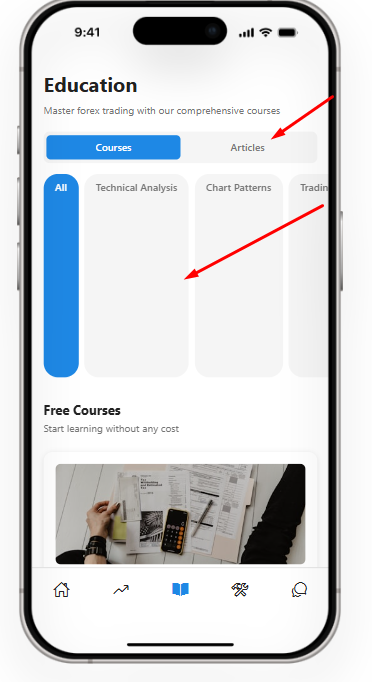 9:41
Education
Master forex trading with our comprehensive courses
Courses Articles
All Technical Analysis Chart Patterns Tradin
Free Courses
Start learning without any cost